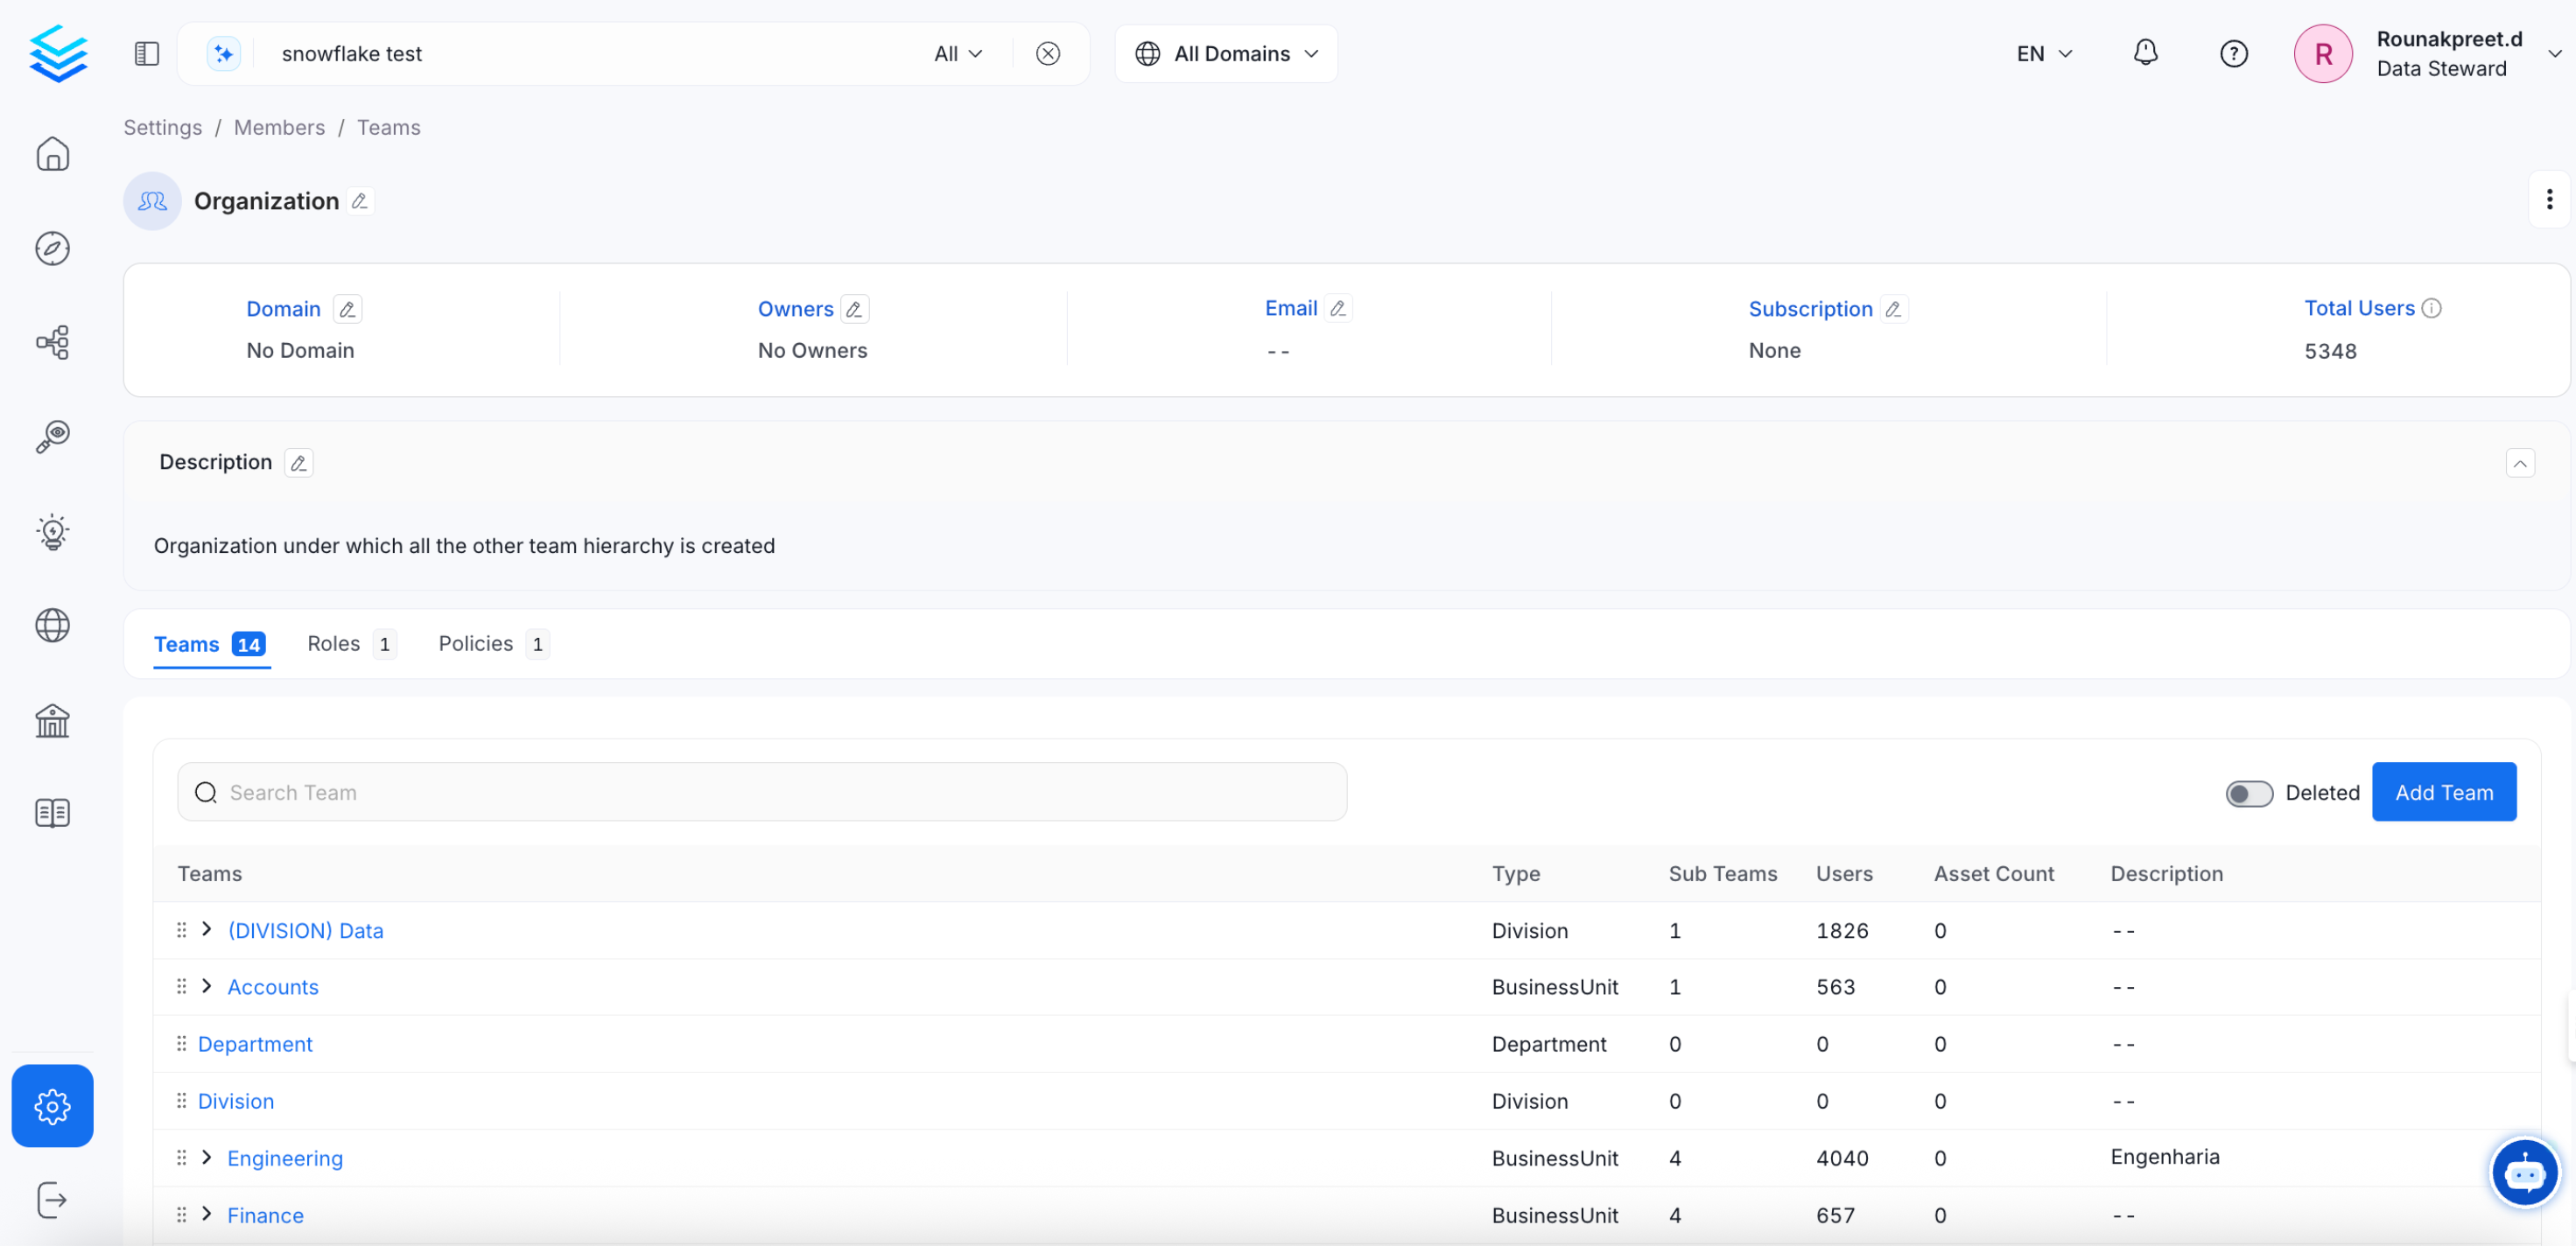 snowflake test
All
All Domains
EN
R
Rounakpreet.d
Data Steward
Settings / Members / Teams
Organization
Domain
No Domain
Owners
No Owners
Email
--
Subscription
None
Total Users
5348
Description
Organization under which all the other team hierarchy is created
Teams 14
Roles 1
Policies 1
Search Team
Deleted
Add Team
Teams Type Sub Teams Users Asset Count Description
(DIVISION) Data Division 1 1826 0 --
Accounts BusinessUnit 1 563 0 --
Department Department 0 0 0 --
Division Division 0 0 0 --
Engineering BusinessUnit 4 4040 0 Engenharia
Finance BusinessUnit 4 657 0 --